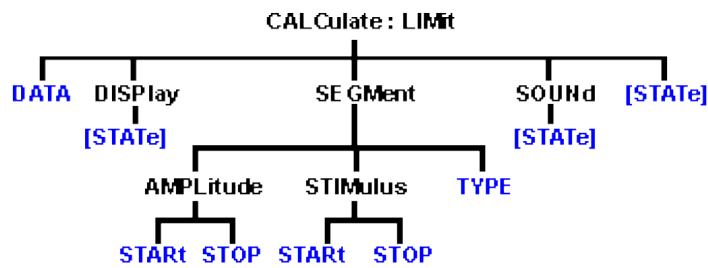 CALCulate:LIMit
DATA DISPlay SEGMent SOUNd [STATe]
[STATe] [STATe]
AMPLitude STIMulus TYPE
STARt STOP STARt STOP